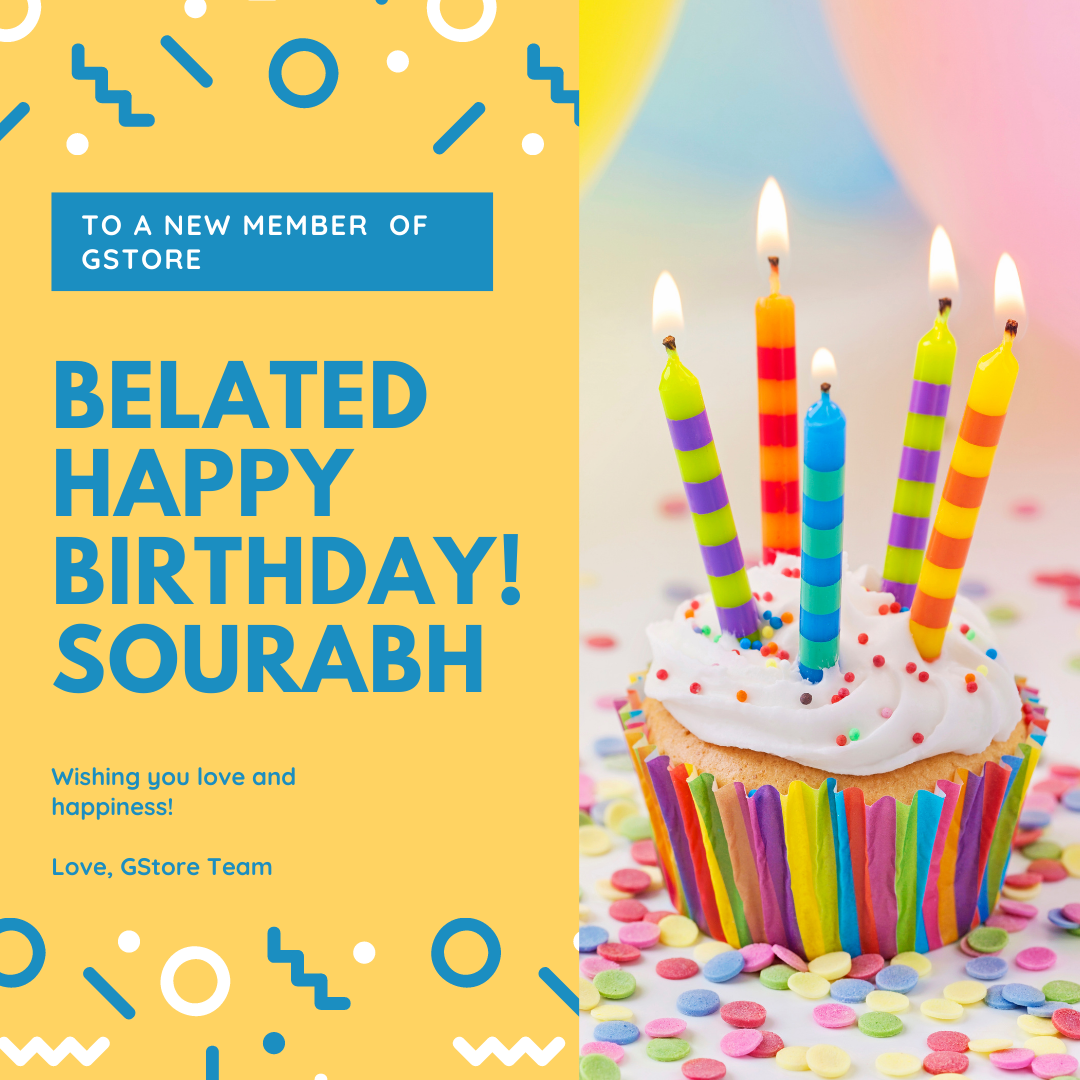 TO A NEW MEMBER  OF
GSTORE
BELATED
HAPPY
BIRTHDAY!
SOURABH
Wishing you love and
happiness!
Love, GStore Team